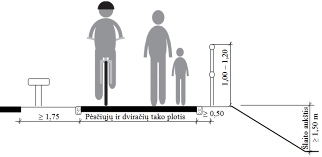 1,00 – 1,20
≥ 1,75
Pėsčiųjų ir dviračių tako plotis
≥ 0,50
Šlaito aukštis
≥ 1,50 m